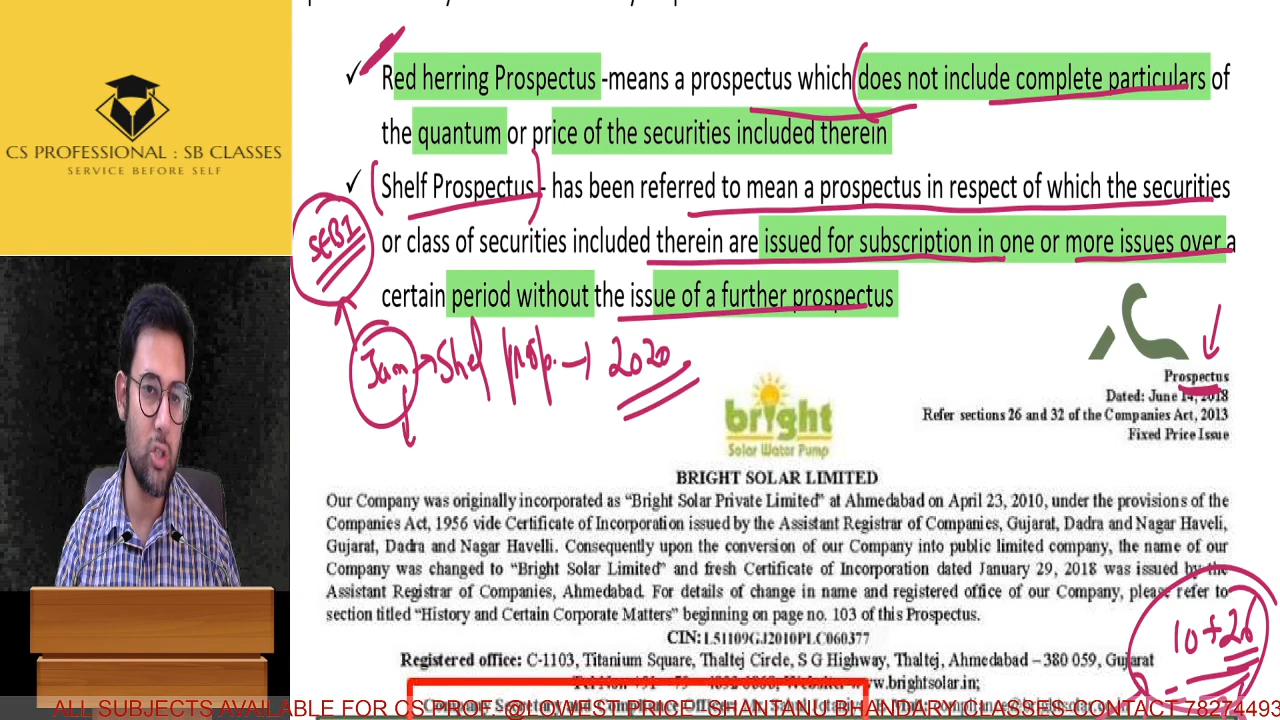 CS PROFESSIONAL : SB CLASSES
SERVICE BEFORE SELF
✓ Red herring Prospectus -means a prospectus which does not include complete particulars of
the quantum or price of the securities included therein
✓ Shelf Prospectus - has been referred to mean a prospectus in respect of which the securities
or class of securities included therein are issued for subscription in one or more issues over a
certain period without the issue of a further prospectus
SEBI
Jan → Shelf prop. → 2020
Prospectus
Dated: June 14, 2018
Refer sections 26 and 32 of the Companies Act, 2013
Fixed Price Issue
bright
Solar Water Pump
BRIGHT SOLAR LIMITED
Our Company was originally incorporated as “Bright Solar Private Limited” at Ahmedabad on April 23, 2010, under the provisions of the
Companies Act, 1956 vide Certificate of Incorporation issued by the Assistant Registrar of Companies, Gujarat, Dadra and Nagar Haveli,
Gujarat, Dadra and Nagar Havelli. Consequently upon the conversion of our Company into public limited company, the name of our
Company was changed to “Bright Solar Limited” and fresh Certificate of Incorporation dated January 29, 2018 was issued by the
Assistant Registrar of Companies, Ahmedabad. For details of change in name and registered office of our Company, please refer to
section titled “History and Certain Corporate Matters” beginning on page no. 103 of this Prospectus.
CIN: L51109GJ2010PLC060377
10+26
Registered office: C-1103, Titanium Square, Thaltej Circle, S G Highway, Thaltej, Ahmedabad – 380 059, Gujarat
Website: www.brightsolar.in;
ALL SUBJECTS AVAILABLE FOR CS PROF. @LOWEST PRICE-SHANTANU BHANDARY CLASSES-CONTACT 78274493